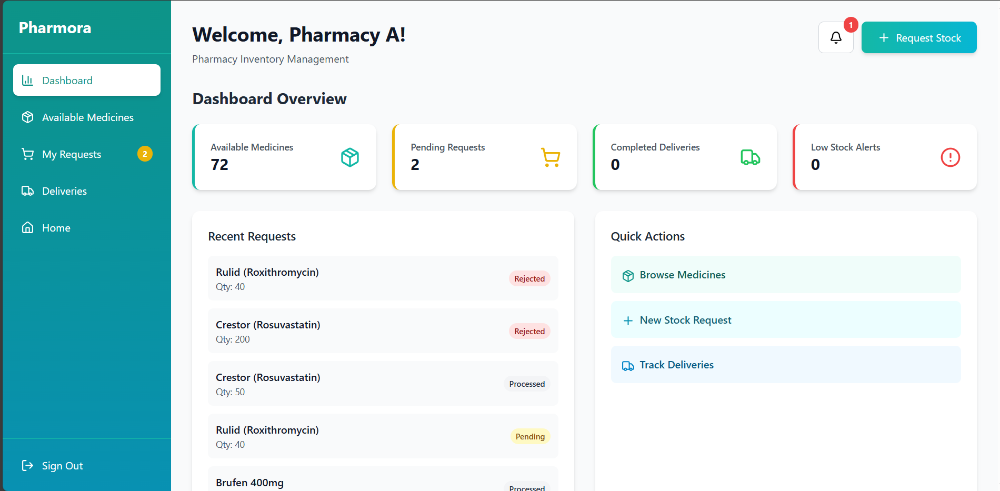 Pharmora
Dashboard
Available Medicines
My Requests
2
Deliveries
Home
Sign Out
Welcome, Pharmacy A!
Pharmacy Inventory Management
1
Request Stock
Dashboard Overview
Available Medicines
72
Pending Requests
2
Completed Deliveries
0
Low Stock Alerts
0
Recent Requests
Rulid (Roxithromycin)
Qty: 40
Rejected
Crestor (Rosuvastatin)
Qty: 200
Rejected
Crestor (Rosuvastatin)
Qty: 50
Processed
Rulid (Roxithromycin)
Qty: 40
Pending
Brufen 400mg
Processed
Quick Actions
Browse Medicines
New Stock Request
Track Deliveries